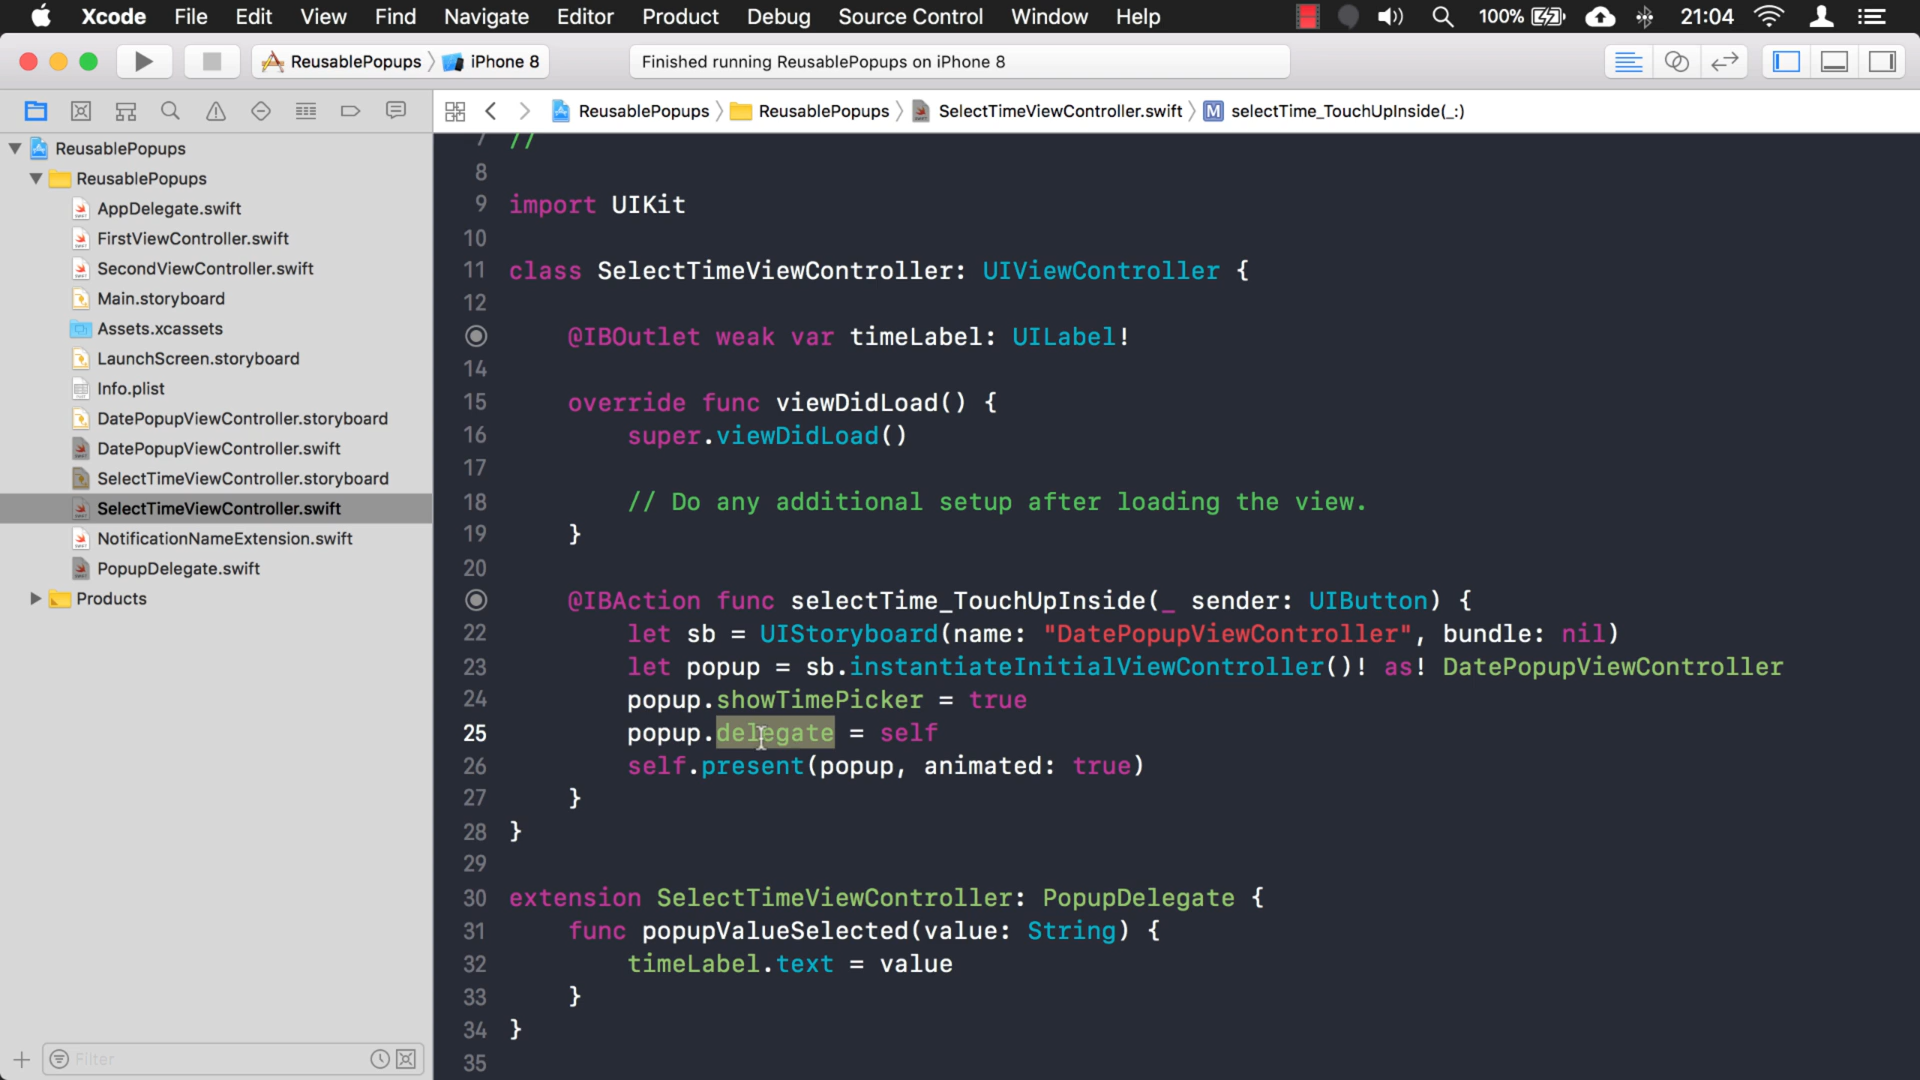 Xcode File Edit View Find Navigate Editor Product Debug Source Control Window Help 100% 21:04
ReusablePopups iPhone 8 Finished running ReusablePopups on iPhone 8
ReusablePopups ReusablePopups SelectTimeViewController.swift M selectTime_TouchUpInside(_:)
ReusablePopups
ReusablePopups
AppDelegate.swift
FirstViewController.swift
SecondViewController.swift
Main.storyboard
Assets.xcassets
LaunchScreen.storyboard
Info.plist
DatePopupViewController.storyboard
DatePopupViewController.swift
SelectTimeViewController.storyboard
SelectTimeViewController.swift
NotificationNameExtension.swift
PopupDelegate.swift
Products
Filter
7 //
8
9 import UIKit
10
11 class SelectTimeViewController: UIViewController {
12
@IBOutlet weak var timeLabel: UILabel!
14
15 override func viewDidLoad() {
16 super.viewDidLoad()
17
18 // Do any additional setup after loading the view.
19 }
20
@IBAction func selectTime_TouchUpInside(_ sender: UIButton) {
22 let sb = UIStoryboard(name: "DatePopupViewController", bundle: nil)
23 let popup = sb.instantiateInitialViewController()! as! DatePopupViewController
24 popup.showTimePicker = true
25 popup.delegate = self
26 self.present(popup, animated: true)
27 }
28 }
29
30 extension SelectTimeViewController: PopupDelegate {
31 func popupValueSelected(value: String) {
32 timeLabel.text = value
33 }
34 }
35